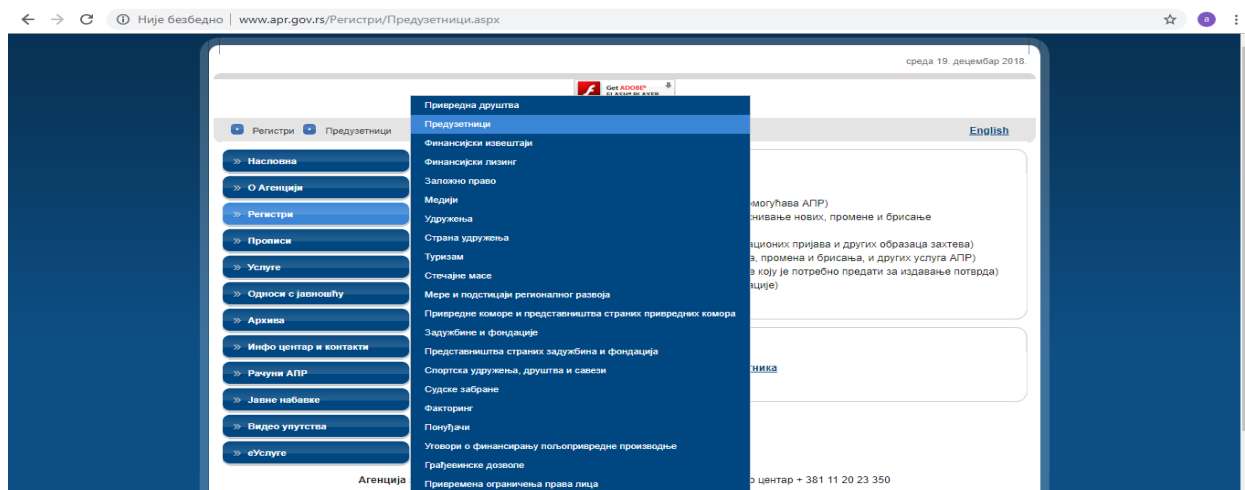 Није безбедно | www.apr.gov.rs/Регистри/Предузетници.aspx
a
среда 19. децембар 2018.
Get ADOBE®
FLASH® PLAYER
Регистри Предузетници
English
Насловна
О Агенцији
Регистри
Прописи
Услуге
Односи с јавношћу
Архива
Инфо центар и контакти
Рачуни АПР
Јавне набавке
Видео упутства
еУслуге
Привредна друштва
Предузетници
Финансијски извештаји
Финансијски лизинг
Заложно право
Медији
Удружења
Страна удружења
Туризам
Стечајне масе
Мере и подстицаји регионалног развоја
Привредне коморе и представништва страних привредних комора
Задужбине и фондације
Представништва страних задужбина и фондација
Спортска удружења, друштва и савези
Судске забране
Факторинг
Понуђачи
Уговори о финансирању пољопривредне производње
Грађевинске дозволе
Привремена ограничења права лица
могућава АПР)
нивање нових, промене и брисање
ационих пријава и других образаца захтева)
а, промена и брисања, и других услуга АПР)
е коју је потребно предати за издавање потврда)
ације)
тника
Агенција
о центар + 381 11 20 23 350